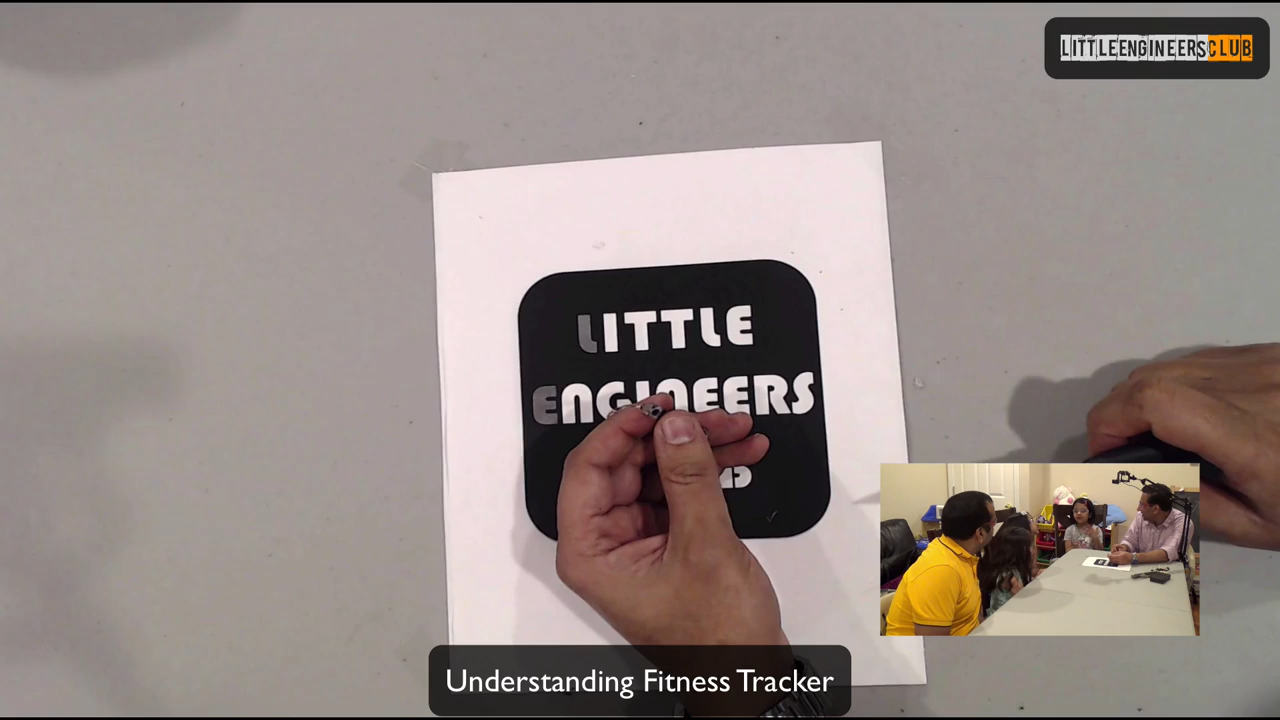 LITTLEENGINEERSCLUB
LITTLE
ENGINEERS
Understanding Fitness Tracker